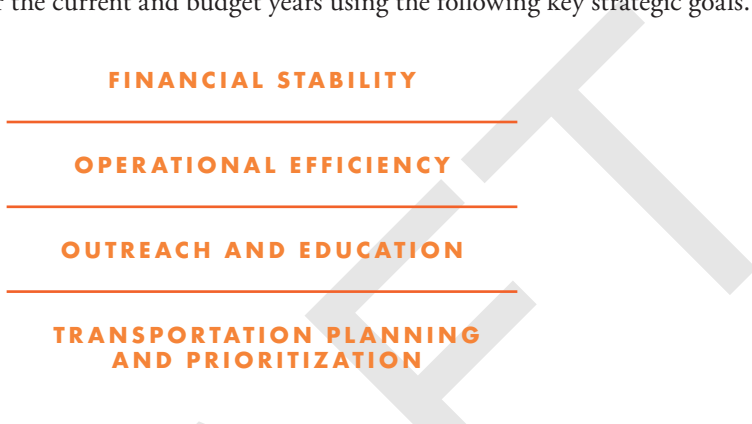 the current and budget years using the following key strategic goals.
FINANCIAL STABILITY
OPERATIONAL EFFICIENCY
OUTREACH AND EDUCATION
TRANSPORTATION PLANNING
AND PRIORITIZATION
F T